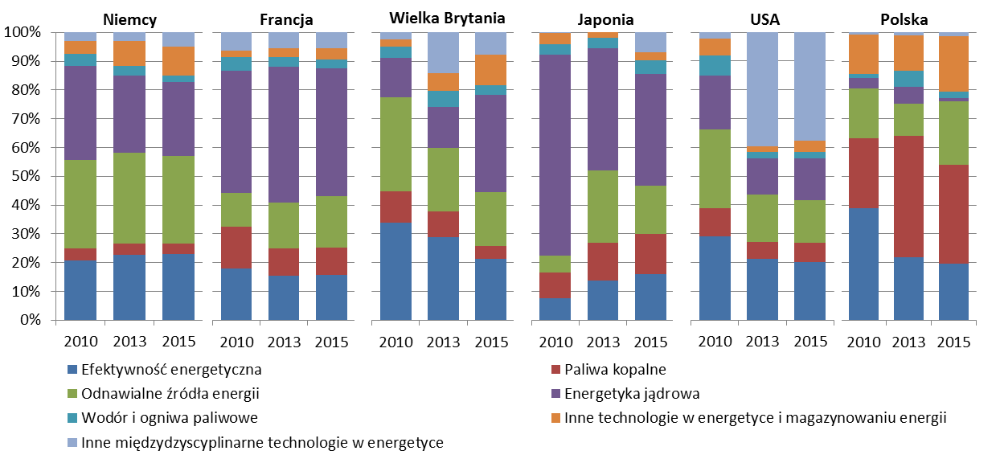 Niemcy Francja Wielka Brytania Japonia USA Polska
100%
90%
80%
70%
60%
50%
40%
30%
20%
10%
0%
2010 2013 2015 2010 2013 2015 2010 2013 2015 2010 2013 2015 2010 2013 2015 2010 2013 2015
Efektywność energetyczna Paliwa kopalne
Odnawialne źródła energii Energetyka jądrowa
Wodór i ogniwa paliwowe Inne technologie w energetyce i magazynowaniu energii
Inne międzydzyscyplinarne technologie w energetyce